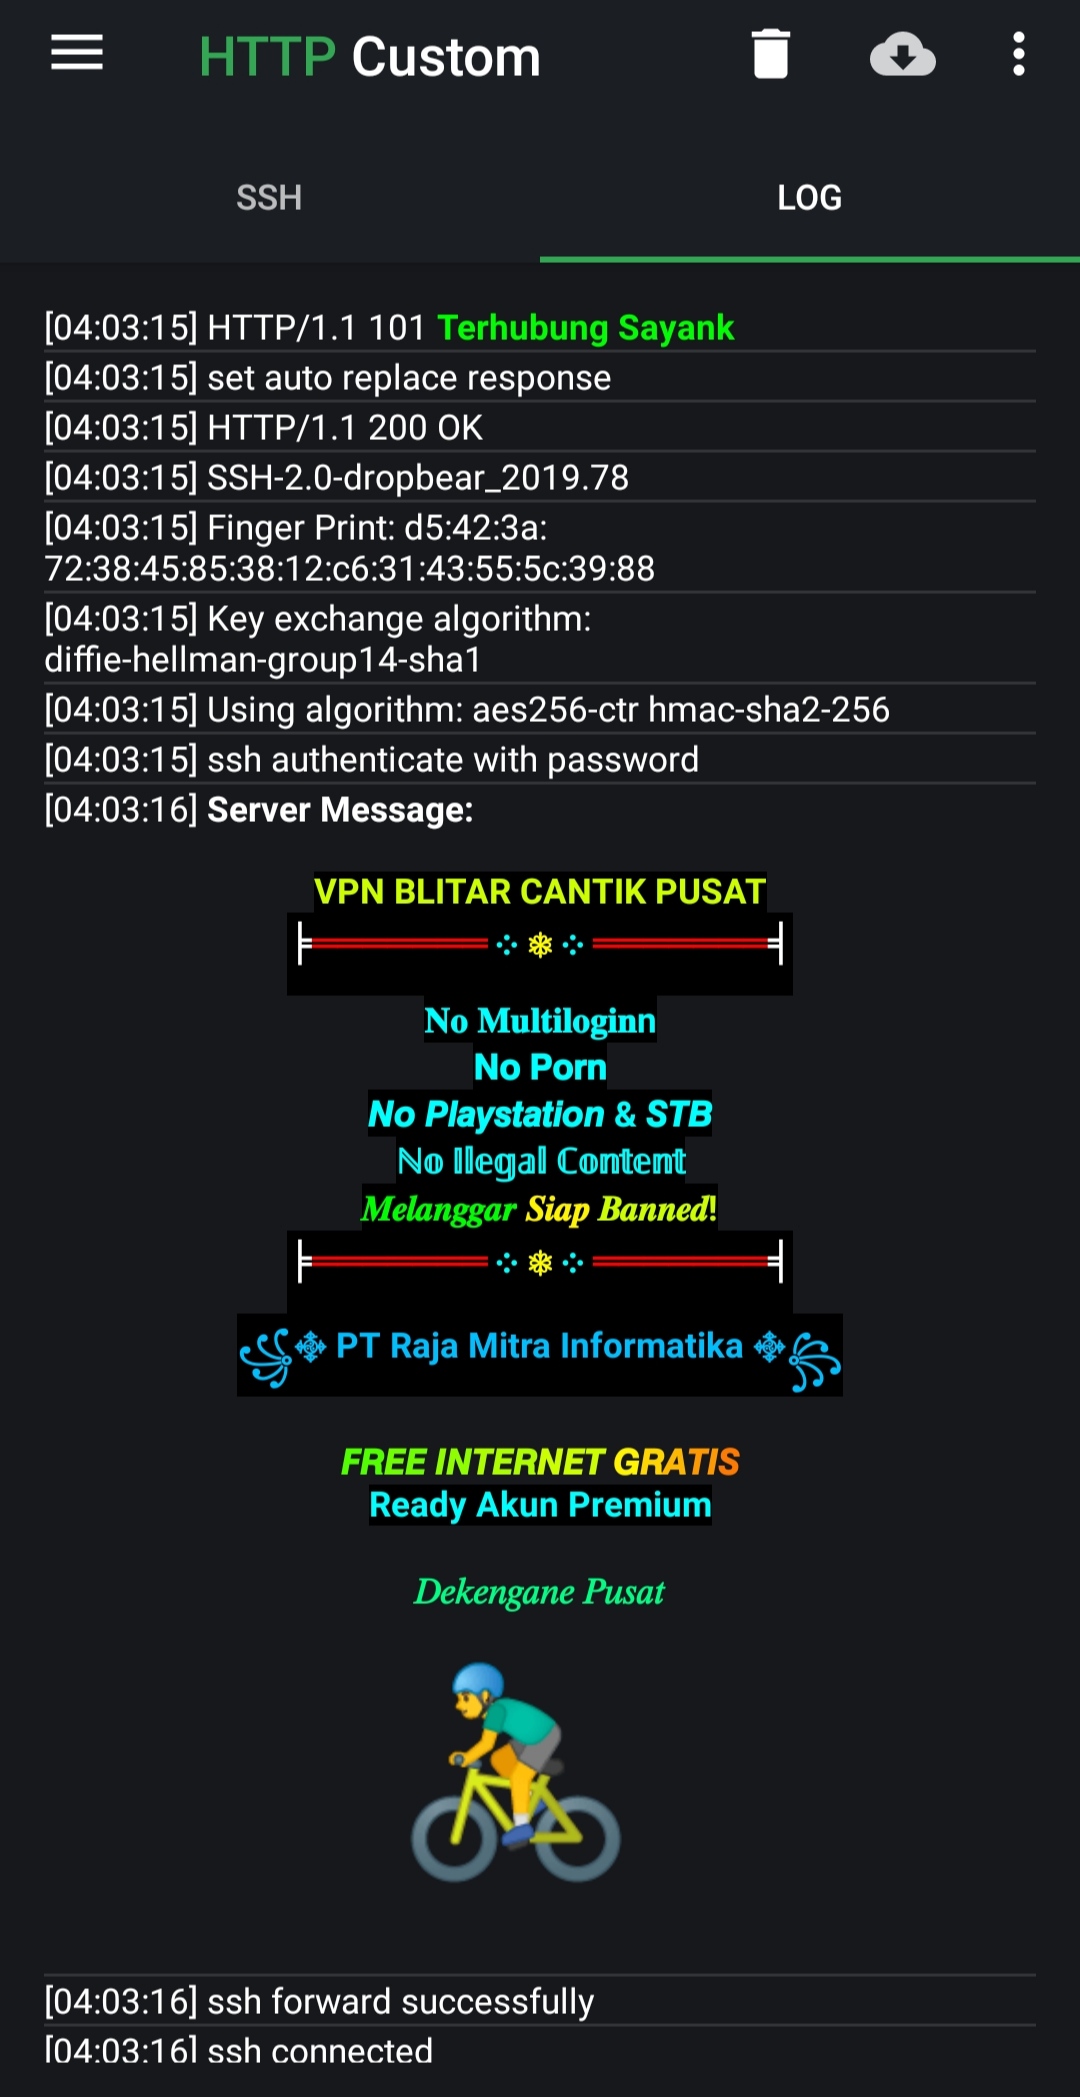 HTTP Custom
SSH
LOG
[04:03:15] HTTP/1.1 101 Terhubung Sayank
[04:03:15] set auto replace response
[04:03:15] HTTP/1.1 200 OK
[04:03:15] SSH-2.0-dropbear_2019.78
[04:03:15] Finger Print: d5:42:3a:
72:38:45:85:38:12:c6:31:43:55:5c:39:88
[04:03:15] Key exchange algorithm:
diffie-hellman-group14-sha1
[04:03:15] Using algorithm: aes256-ctr hmac-sha2-256
[04:03:15] ssh authenticate with password
[04:03:16] Server Message:
VPN BLITAR CANTIK PUSAT
No Multiloginn
No Porn
No Playstation & STB
No Ilegal Content
Melanggar Siap Banned!
PT Raja Mitra Informatika
FREE INTERNET GRATIS
Ready Akun Premium
Dekengane Pusat
[04:03:16] ssh forward successfully
[04:03:16] ssh connected